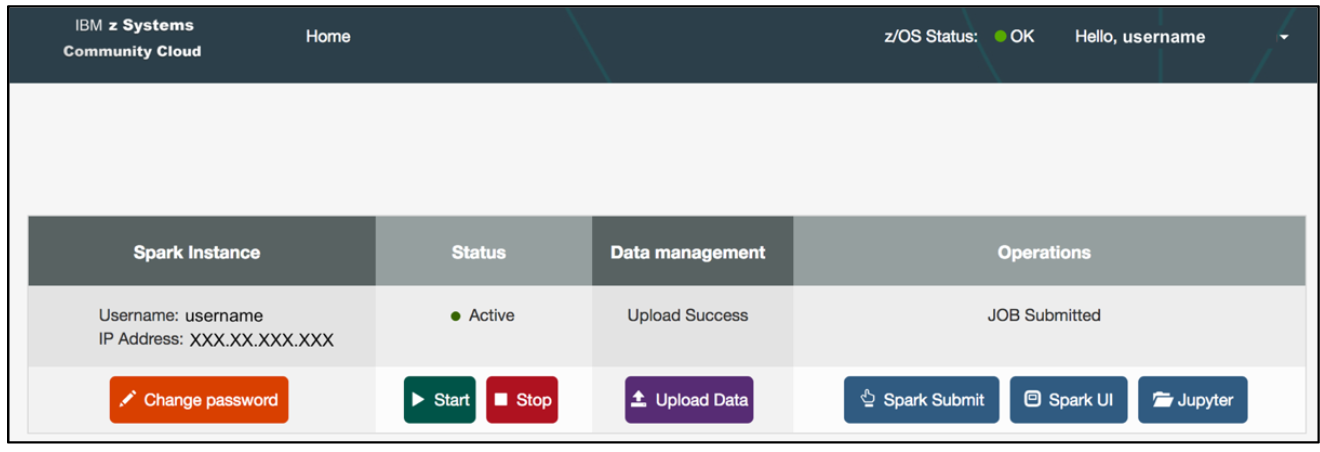 IBM z Systems
Community Cloud
Home
z/OS Status: OK
Hello, username
Spark Instance
Status
Data management
Operations
Username: username
IP Address: XXX.XX.XXX.XXX
Active
Upload Success
JOB Submitted
Change password
Start
Stop
Upload Data
Spark Submit
Spark UI
Jupyter